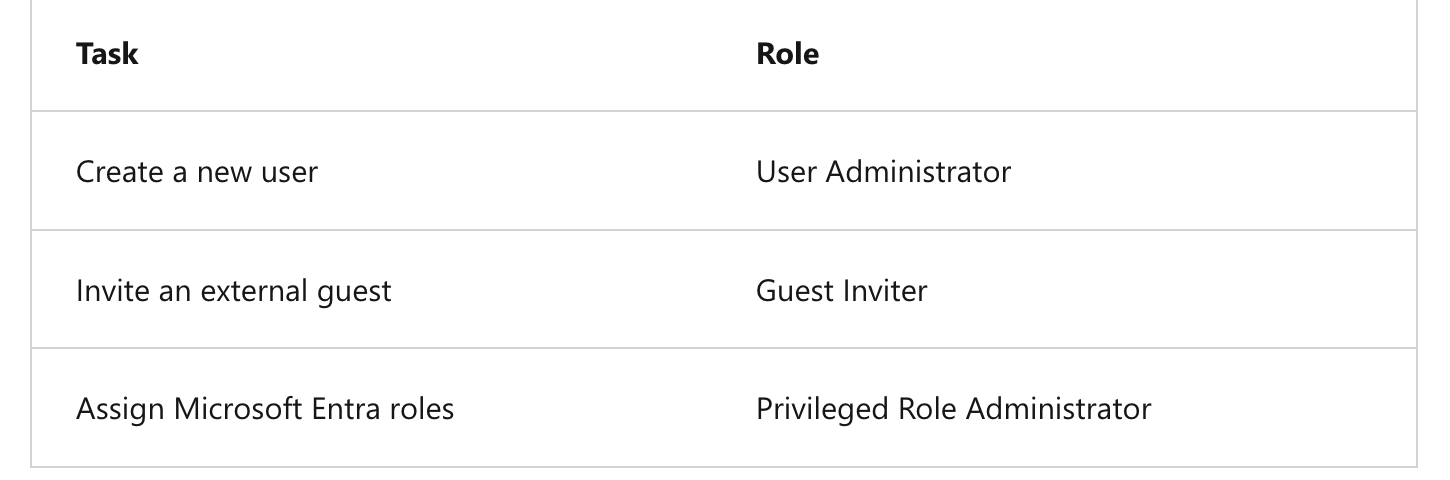 Task Role
Create a new user User Administrator
Invite an external guest Guest Inviter
Assign Microsoft Entra roles Privileged Role Administrator